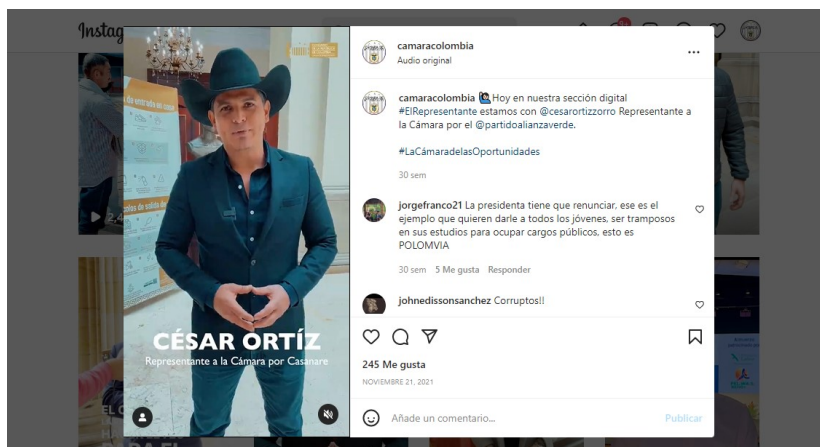 Instag
de entrada en casa
CÉSAR ORTÍZ
Representante a la Cámara por Casanare
camaracolombia
Audio original
camaracolombia Hoy en nuestra sección digital
#ElRepresentante estamos con @cesarortizzorro Representante a
la Cámara por el @partidoalianzaverde.
#LaCámaradelasOportunidades
30 sem
jorgefranco21 La presidenta tiene que renunciar, ese es el
ejemplo que quieren darle a todos los jóvenes, ser tramposos
en sus estudios para ocupar cargos públicos, esto es
POLOMVIA
30 sem 5 Me gusta Responder
johnedissonsanchez Corruptos!!
245 Me gusta
NOVIEMBRE 21, 2021
Añade un comentario...
Publicar